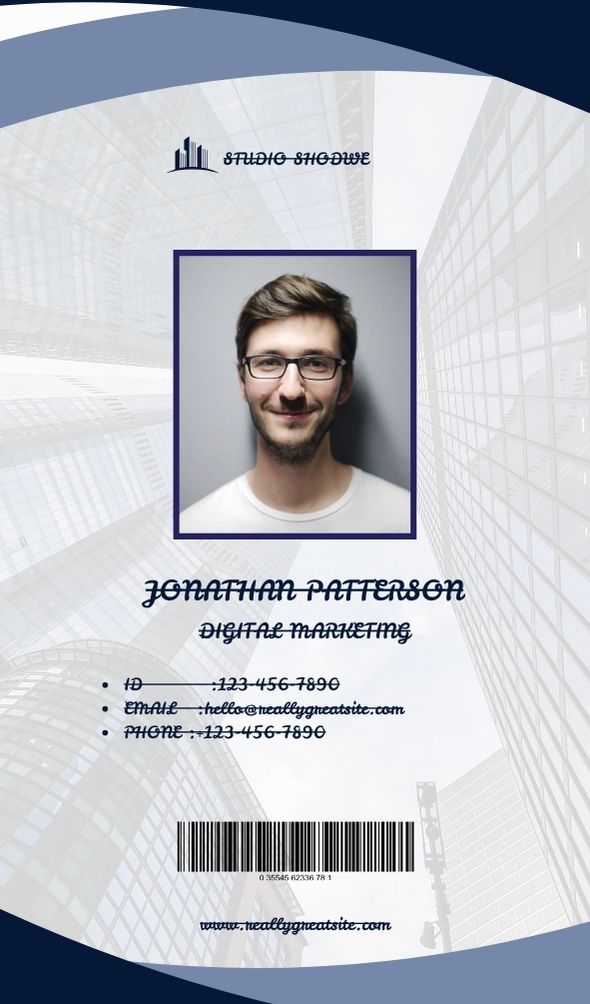 STUDIO SHODWE
JONATHAN PATTERSON
DIGITAL MARKETING
• ID :123-456-7890
• EMAIL :hello@reallygreatsite.com
• PHONE :+123-456-7890
0 35545 62336 78 1
www.reallygreatsite.com